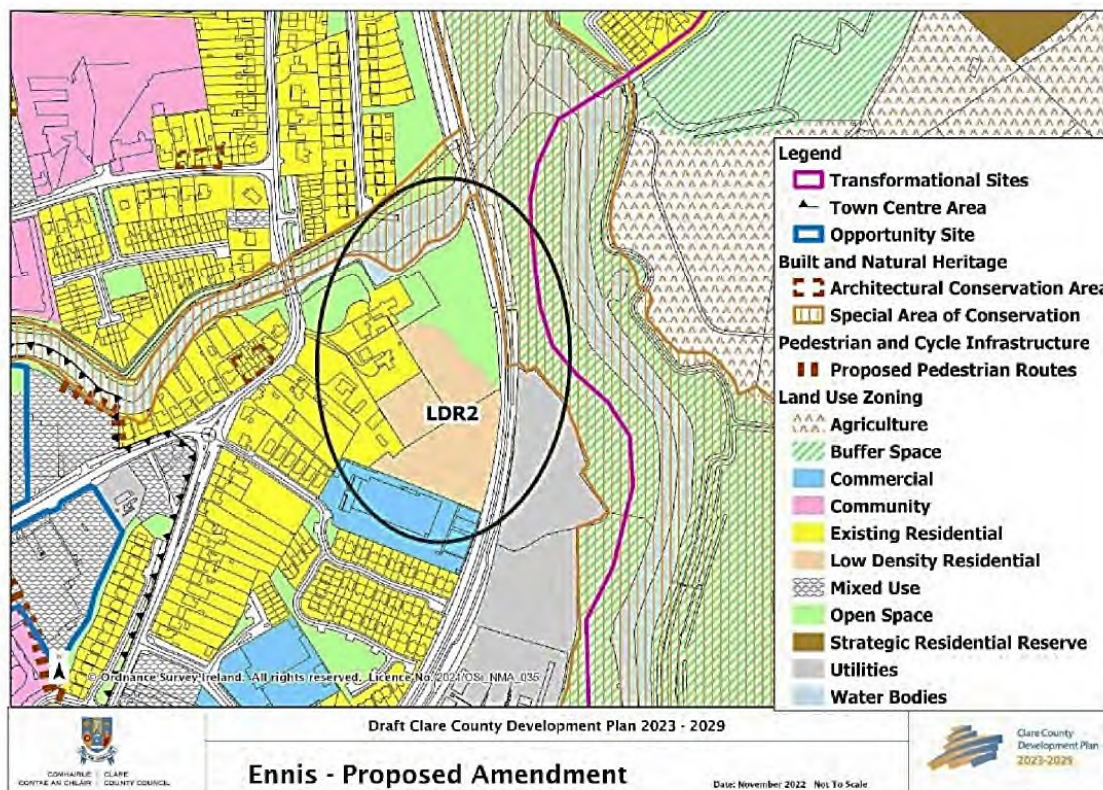 LDR2
Legend
Transformational Sites
Town Centre Area
Opportunity Site
Built and Natural Heritage
Architectural Conservation Area
Special Area of Conservation
Pedestrian and Cycle Infrastructure
Proposed Pedestrian Routes
Land Use Zoning
Agriculture
Buffer Space
Commercial
Community
Existing Residential
Low Density Residential
Mixed Use
Open Space
Strategic Residential Reserve
Utilities
Water Bodies
© Ordnance Survey Ireland. All rights reserved. Licence No. 2021/OSi_NMA_035
COMHAIRLE CONTAE AN CHLÁIR
CLARE COUNTY COUNCIL
Draft Clare County Development Plan 2023 - 2029
Ennis - Proposed Amendment
Date: November 2022 Not To Scale
Clare County
Development Plan
2023-2029